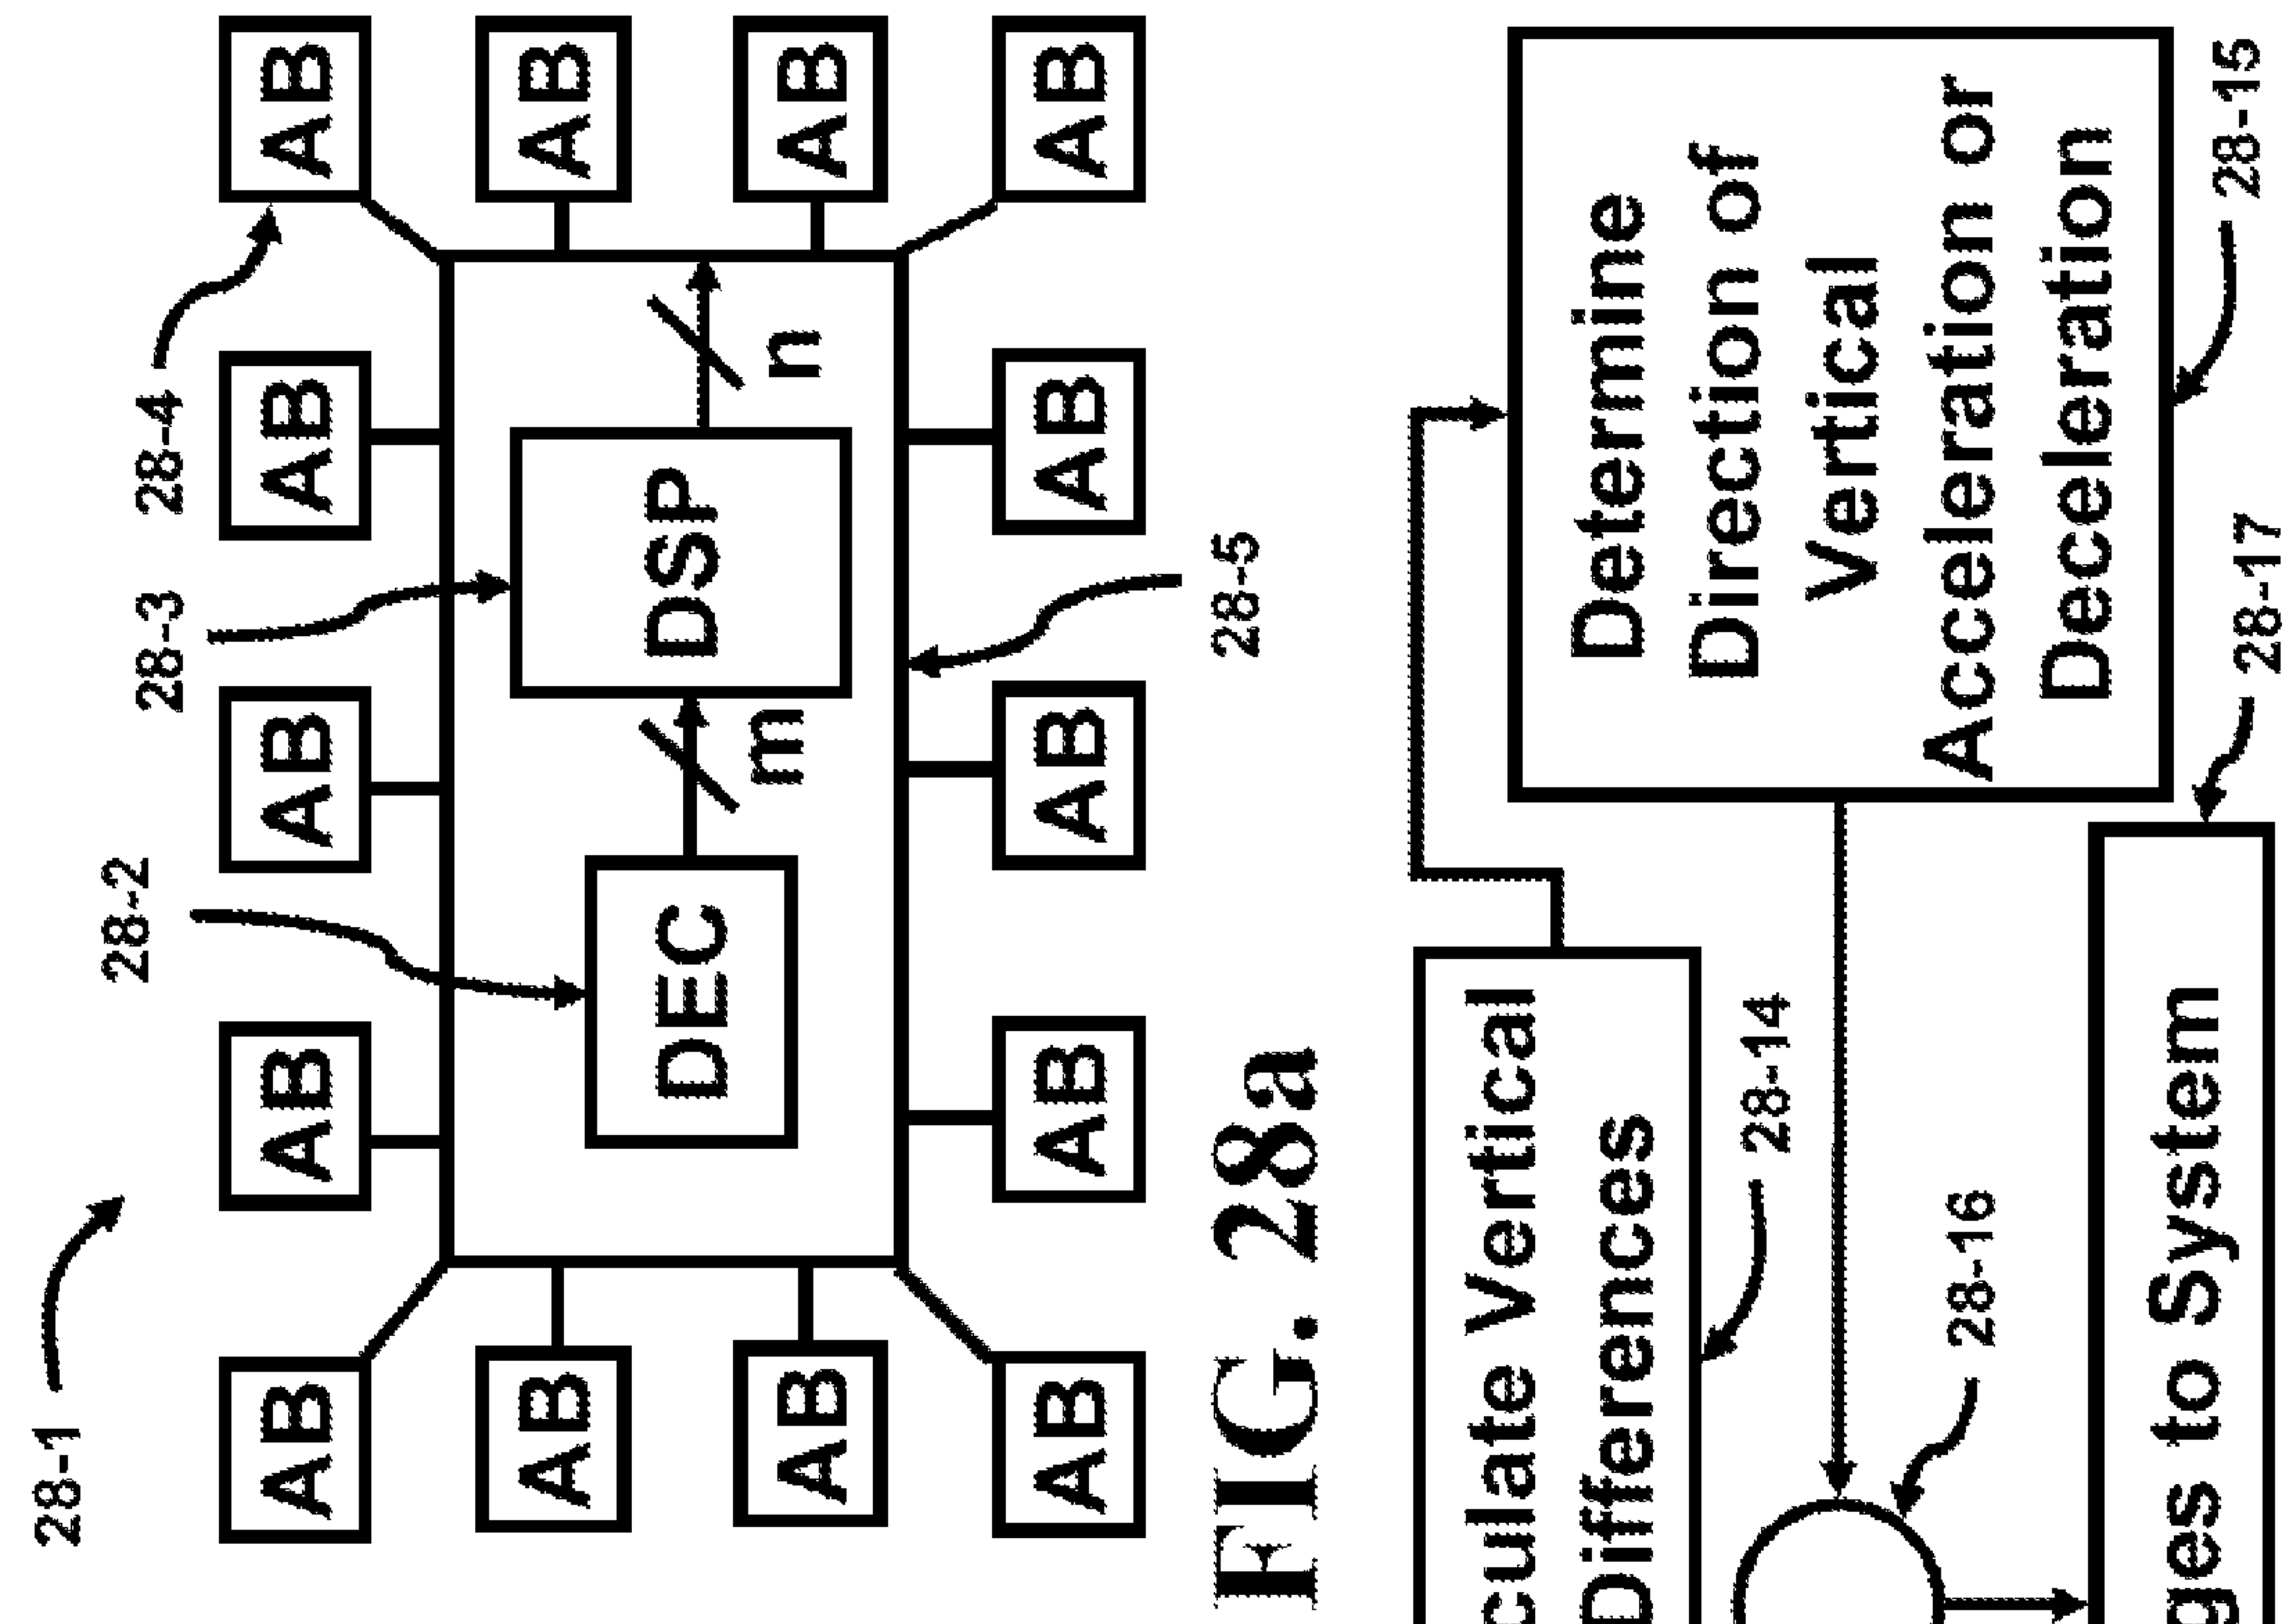 28-1
28-2
28-3
28-4
AB
AB
AB
AB
AB
AB
AB
DEC
DSP
m
n
AB
AB
AB
AB
AB
AB
AB
28-5
FIG. 28a
culate Vertical
Differences
28-14
Determine
Direction of
Vertical
Acceleration or
Deceleration
28-15
28-16
28-17
ges to System